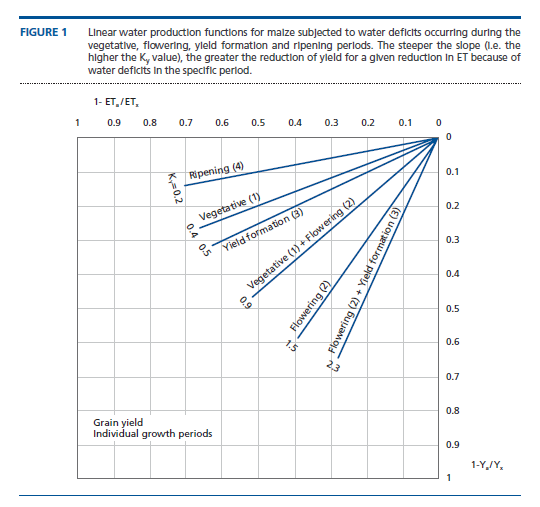 FIGURE 1
Linear water production functions for maize subjected to water deficits occurring during the
vegetative, flowering, yield formation and ripening periods. The steeper the slope (i.e. the
higher the Ky value), the greater the reduction of yield for a given reduction in ET because of
water deficits in the specific period.
1- ETa/ETx
1 0.9 0.8 0.7 0.6 0.5 0.4 0.3 0.2 0.1 0
0
0.1
0.2
0.3
0.4
0.5
0.6
0.7
0.8
0.9
1
Ripening (4)
Ky=0.2
Vegetative (1)
0.4
Yield formation (3)
0.5
Vegetative (1) + Flowering (2)
0.9
Flowering (2)
1.5
Flowering (2) + Yield formation (3)
2.3
Grain yield
Individual growth periods
1-Ya/Yx